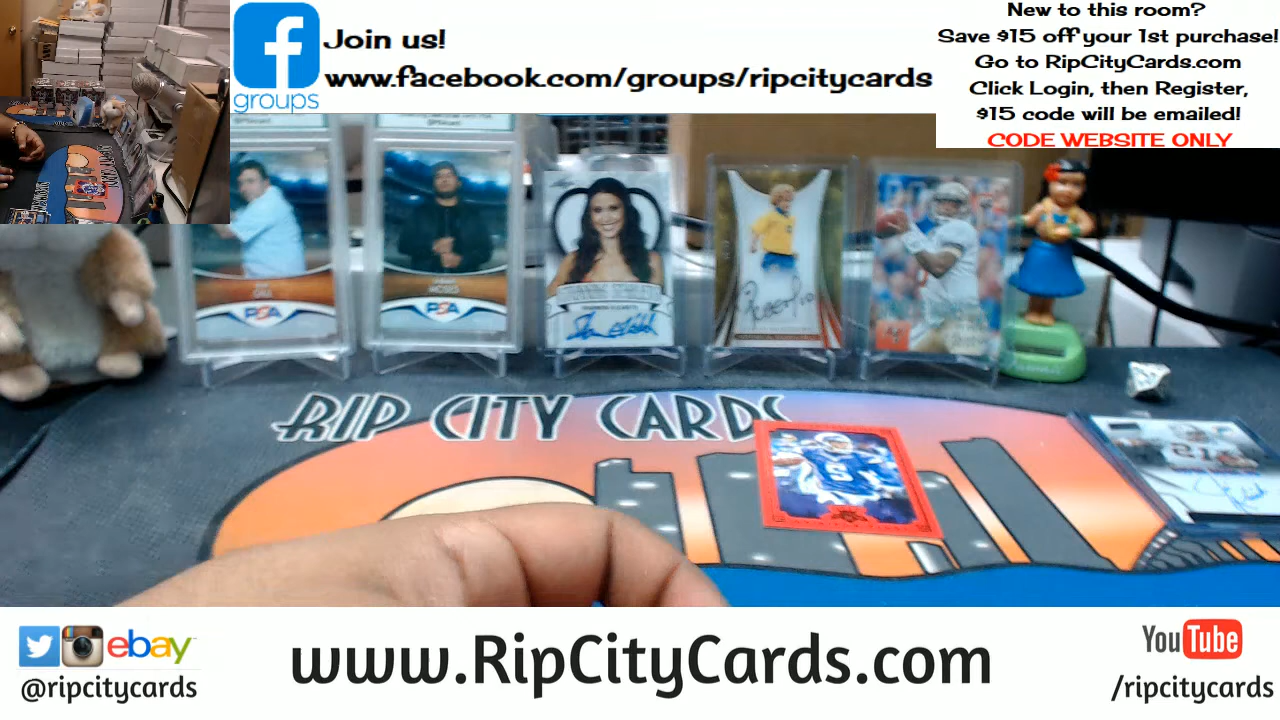 Join us!
www.facebook.com/groups/ripcitycards
groups
New to this room?
Save $15 off your 1st purchase!
Go to RipCityCards.com
Click Login, then Register,
$15 code will be emailed!
CODE WEBSITE ONLY
PSA
PSA
RIP CITY CARDS
5
ebay
@ripcitycards
www.RipCityCards.com
YouTube
/ripcitycards